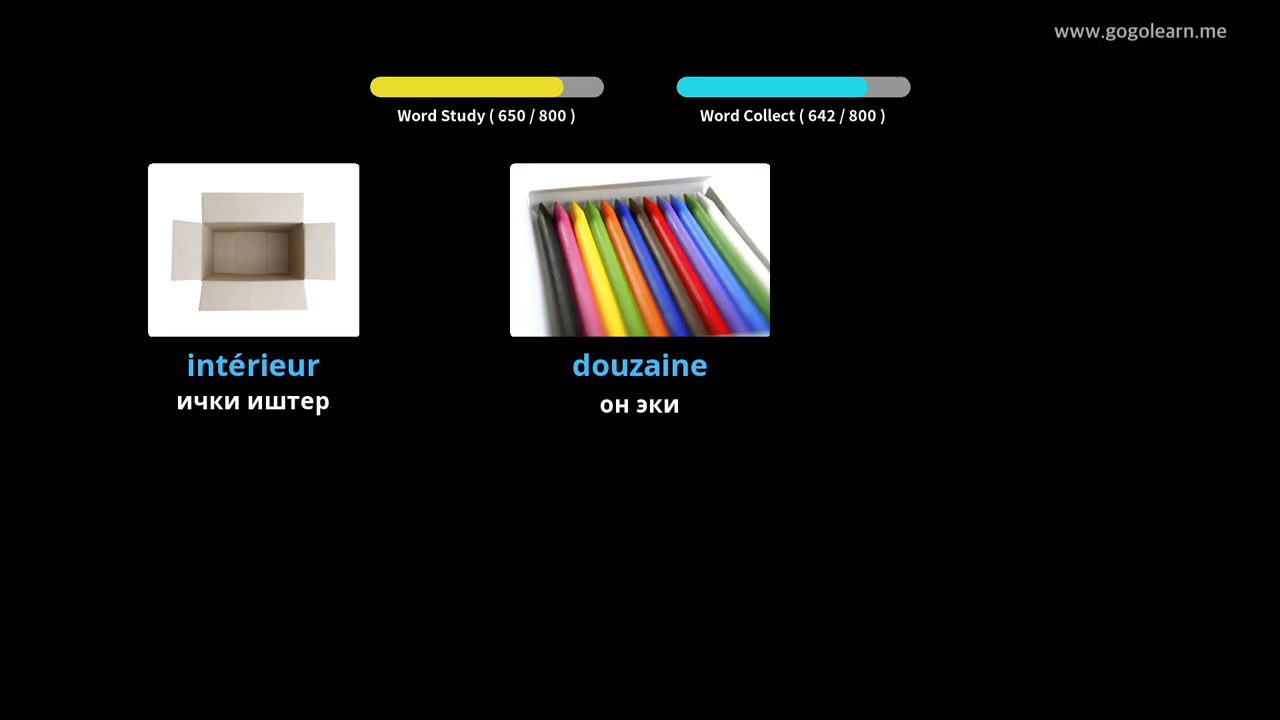 www.gogolearn.me
Word Study ( 650 / 800 )
Word Collect ( 642 / 800 )
intérieur
ички иштер
douzaine
он эки